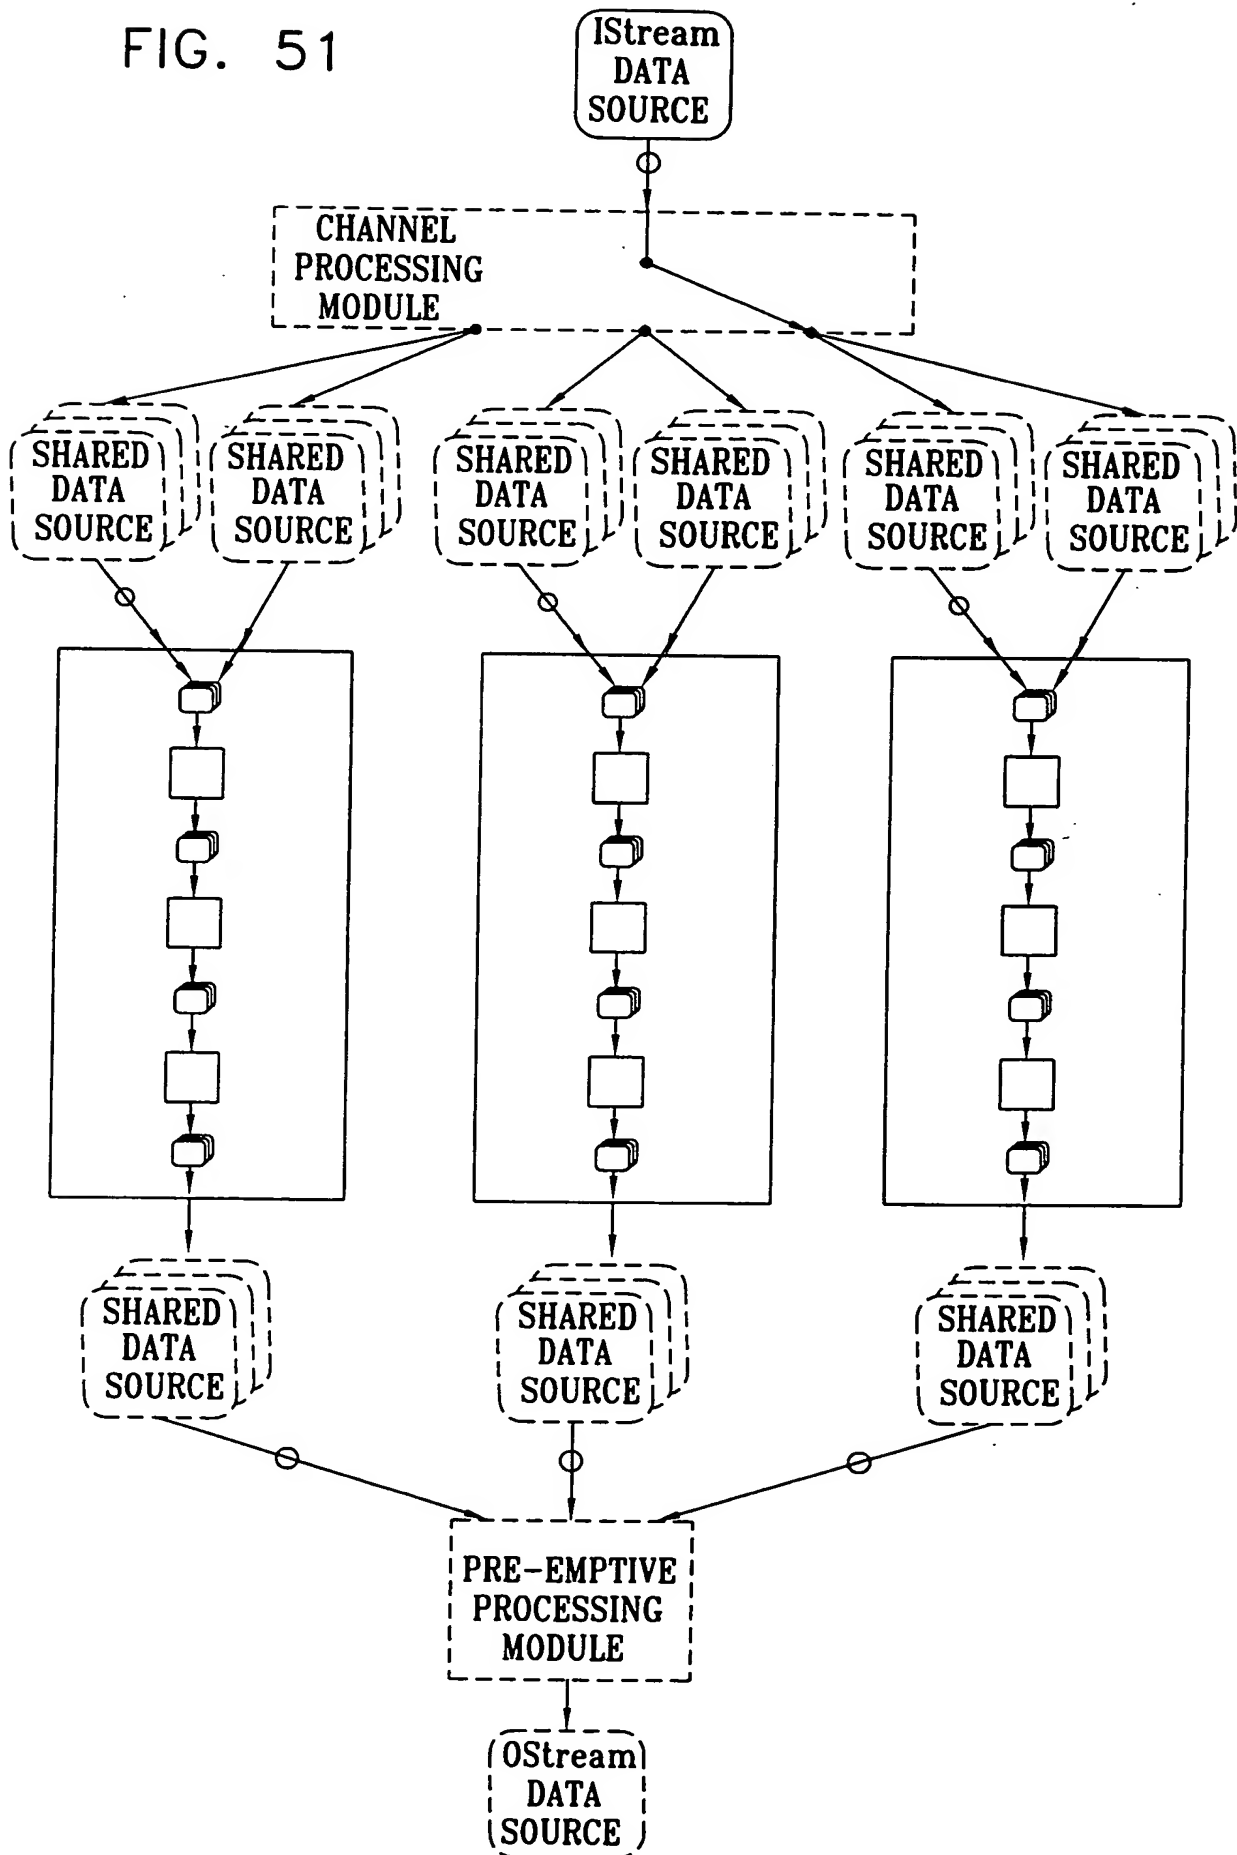 FIG. 51
IStream
DATA
SOURCE
CHANNEL
PROCESSING
MODULE
SHARED
DATA
SOURCE
SHARED
DATA
SOURCE
SHARED
DATA
SOURCE
SHARED
DATA
SOURCE
SHARED
DATA
SOURCE
SHARED
DATA
SOURCE
SHARED
DATA
SOURCE
SHARED
DATA
SOURCE
SHARED
DATA
SOURCE
PRE-EMPTIVE
PROCESSING
MODULE
OStream
DATA
SOURCE